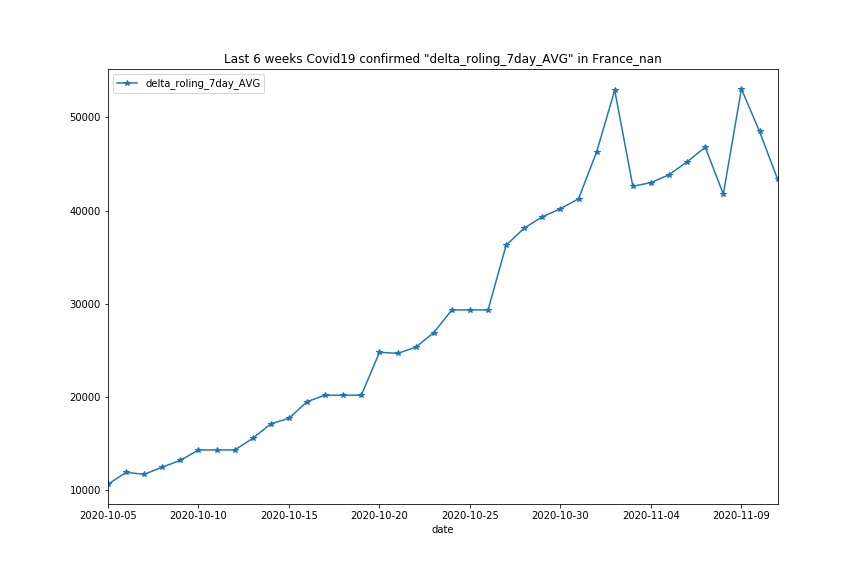 Last 6 weeks Covid19 confirmed "delta_roling_7day_AVG" in France_nan
delta_roling_7day_AVG
50000
40000
30000
20000
10000
2020-10-05 2020-10-10 2020-10-15 2020-10-20 2020-10-25 2020-10-30 2020-11-04 2020-11-09
date